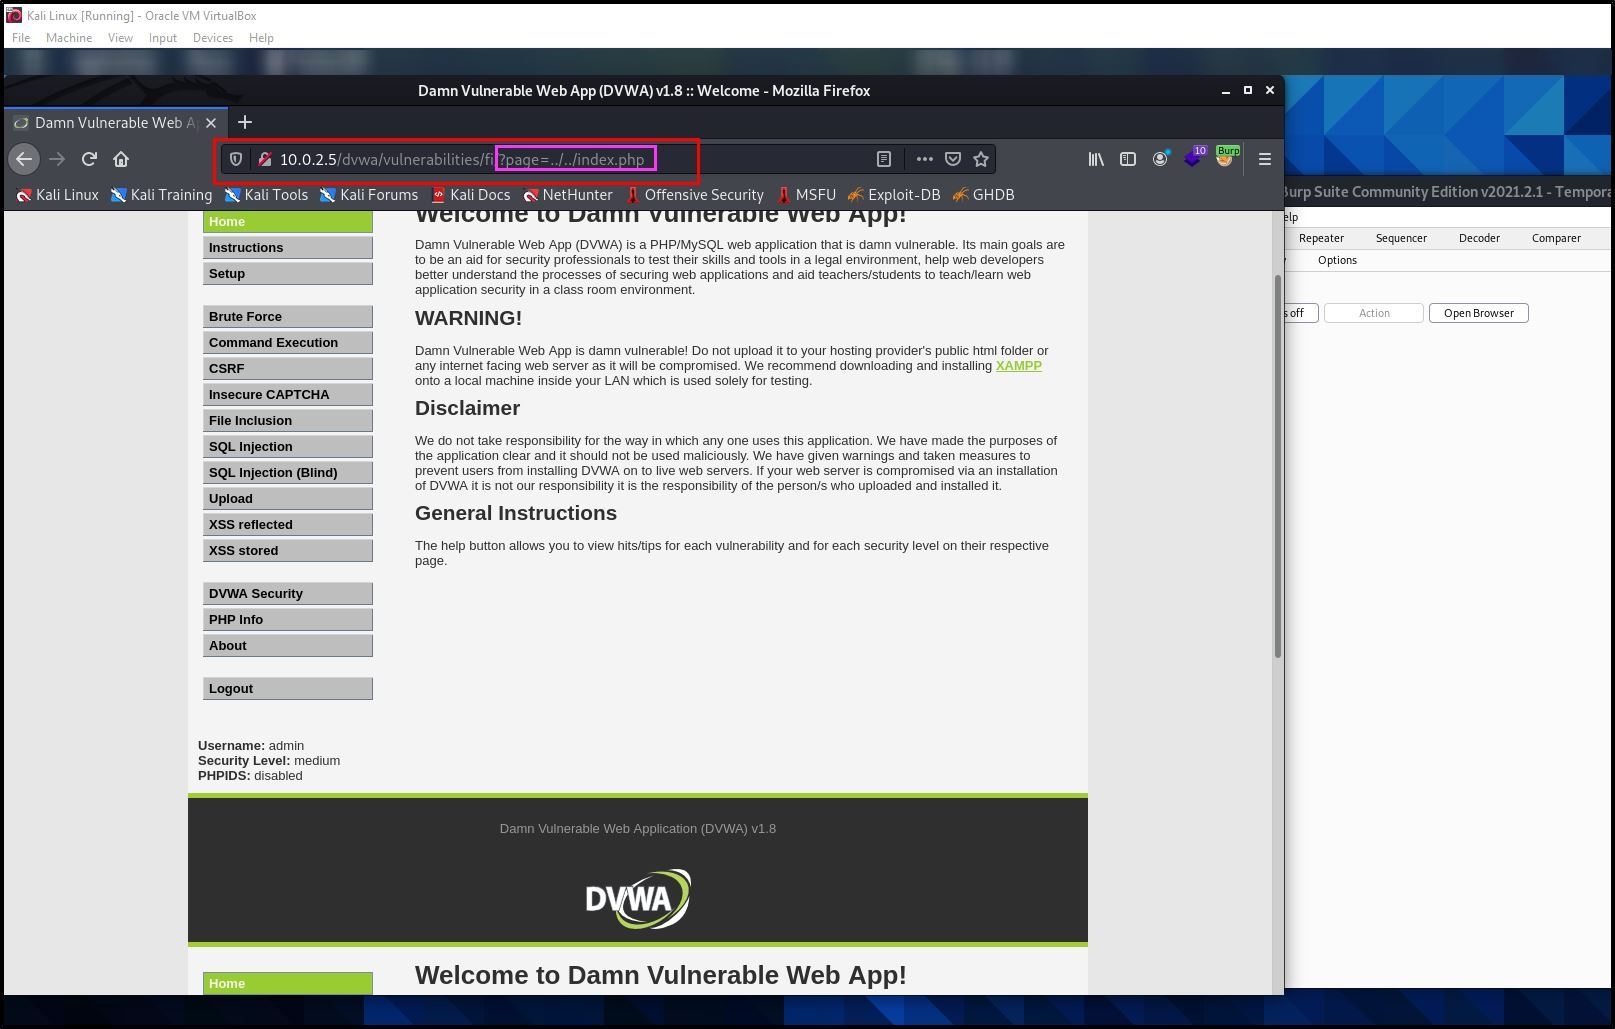 Kali Linux [Running] - Oracle VM VirtualBox
File Machine View Input Devices Help
Damn Vulnerable Web App (DVWA) v1.8 :: Welcome - Mozilla Firefox
Damn Vulnerable Web Ap
10.0.2.5/dvwa/vulnerabilities/fi/?page=../../index.php
10
Burp
Kali Linux Kali Training Kali Tools Kali Forums Kali Docs NetHunter Offensive Security MSFU Exploit-DB GHDB
Burp Suite Community Edition v2021.2.1 - Tempora
elp
Repeater Sequencer Decoder Comparer
Options
s off Action Open Browser
Home
Instructions
Setup
Brute Force
Command Execution
CSRF
Insecure CAPTCHA
File Inclusion
SQL Injection
SQL Injection (Blind)
Upload
XSS reflected
XSS stored
DVWA Security
PHP Info
About
Logout
Welcome to Damn Vulnerable Web App!
Damn Vulnerable Web App (DVWA) is a PHP/MySQL web application that is damn vulnerable. Its main goals are
to be an aid for security professionals to test their skills and tools in a legal environment, help web developers
better understand the processes of securing web applications and aid teachers/students to teach/learn web
application security in a class room environment.
WARNING!
Damn Vulnerable Web App is damn vulnerable! Do not upload it to your hosting provider's public html folder or
any internet facing web server as it will be compromised. We recommend downloading and installing XAMPP
onto a local machine inside your LAN which is used solely for testing.
Disclaimer
We do not take responsibility for the way in which any one uses this application. We have made the purposes of
the application clear and it should not be used maliciously. We have given warnings and taken measures to
prevent users from installing DVWA on to live web servers. If your web server is compromised via an installation
of DVWA it is not our responsibility it is the responsibility of the person/s who uploaded and installed it.
General Instructions
The help button allows you to view hits/tips for each vulnerability and for each security level on their respective
page.
Username: admin
Security Level: medium
PHPIDS: disabled
Damn Vulnerable Web Application (DVWA) v1.8
DVWA
Home
Welcome to Damn Vulnerable Web App!